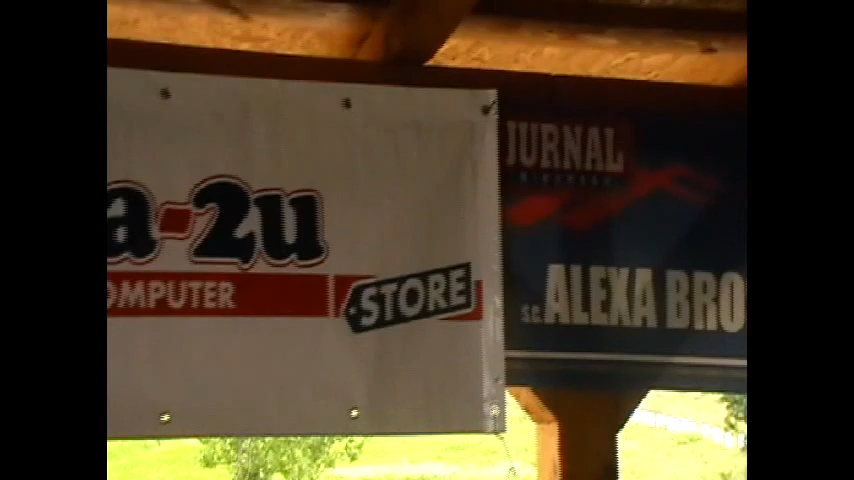 a-2u
OMPUTER
STORE
JURNAL
S.C. ALEXA BRO